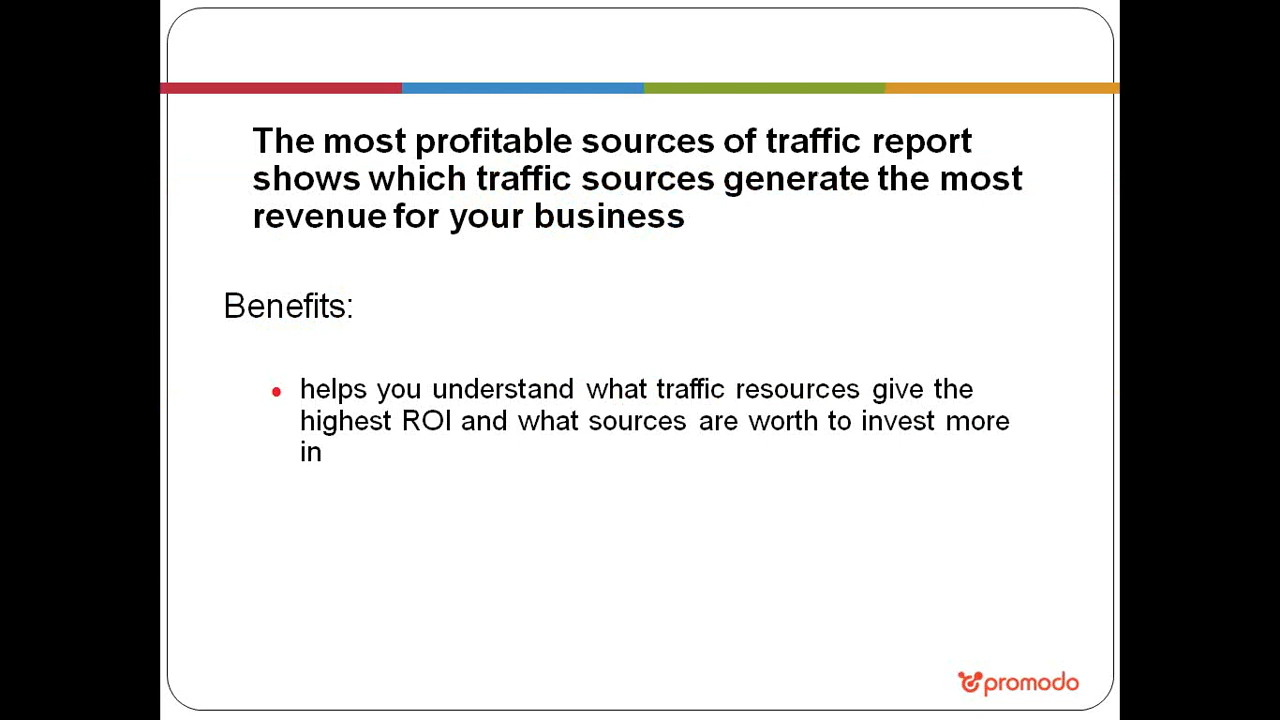 The most profitable sources of traffic report
shows which traffic sources generate the most
revenue for your business
Benefits:
helps you understand what traffic resources give the
highest ROI and what sources are worth to invest more
in
promodo